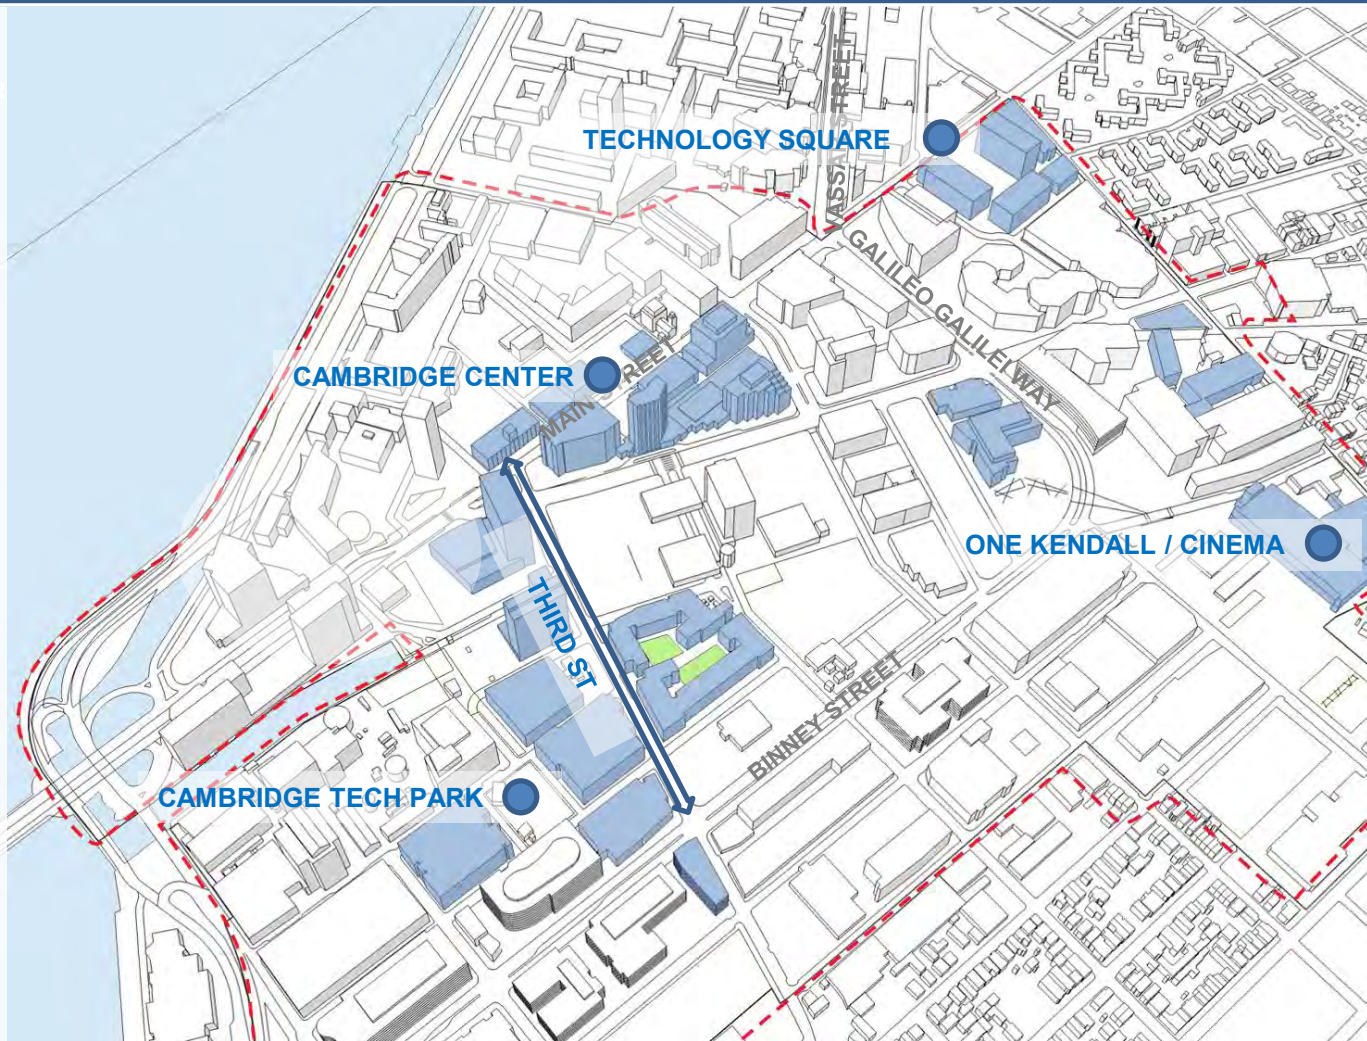 TECHNOLOGY SQUARE
VASSAR STREET
GALILEO GALILEI WAY
CAMBRIDGE CENTER
MAIN STREET
ONE KENDALL / CINEMA
THIRD ST
BINNEY STREET
CAMBRIDGE TECH PARK